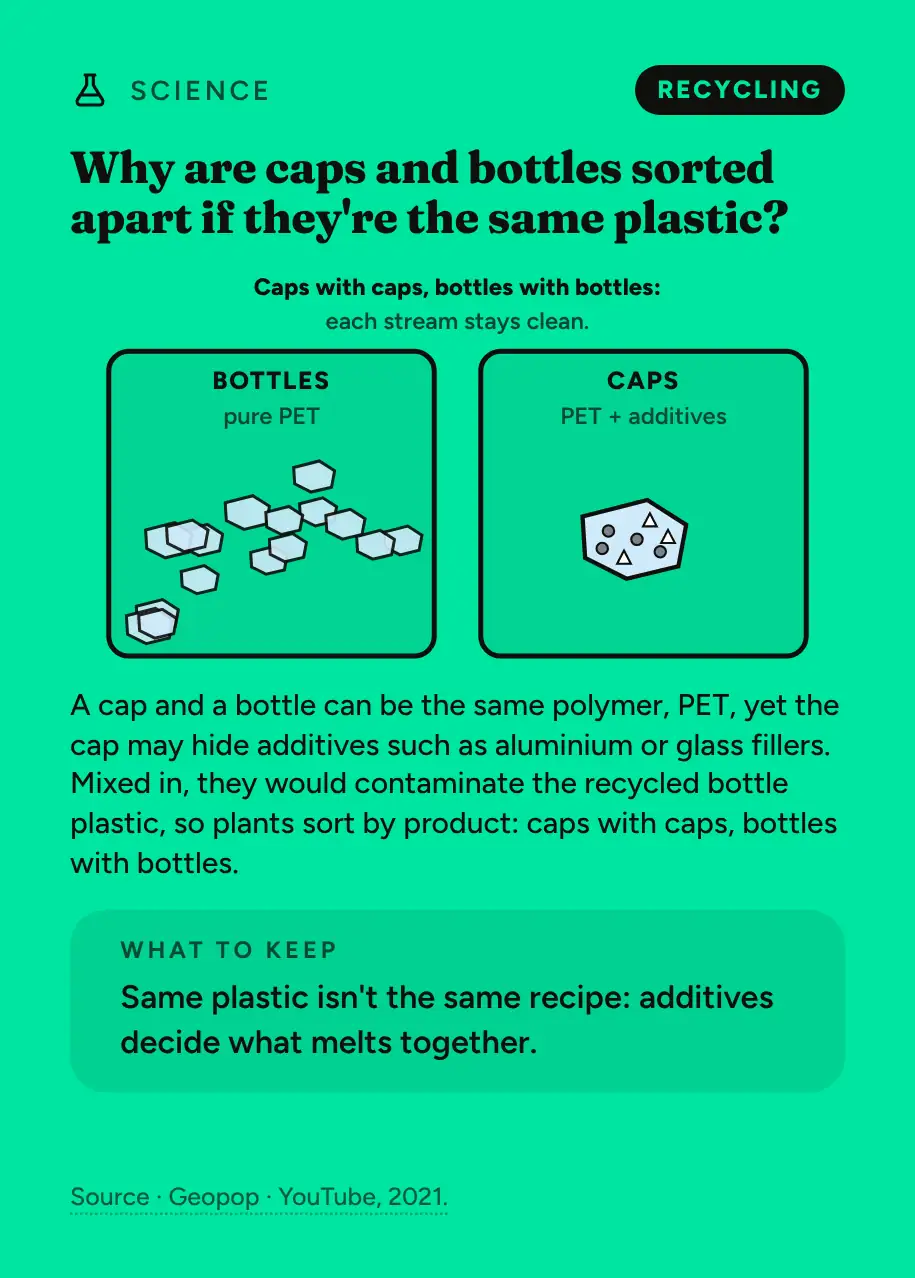 SCIENCE
RECYCLING
Why are caps and bottles sorted
apart if they're the same plastic?
Caps with caps, bottles with bottles:
each stream stays clean.
BOTTLES
pure PET
CAPS
PET + additives
A cap and a bottle can be the same polymer, PET, yet the
cap may hide additives such as aluminium or glass fillers.
Mixed in, they would contaminate the recycled bottle
plastic, so plants sort by product: caps with caps, bottles
with bottles.
WHAT TO KEEP
Same plastic isn't the same recipe: additives
decide what melts together.
Source · Geopop · YouTube, 2021.